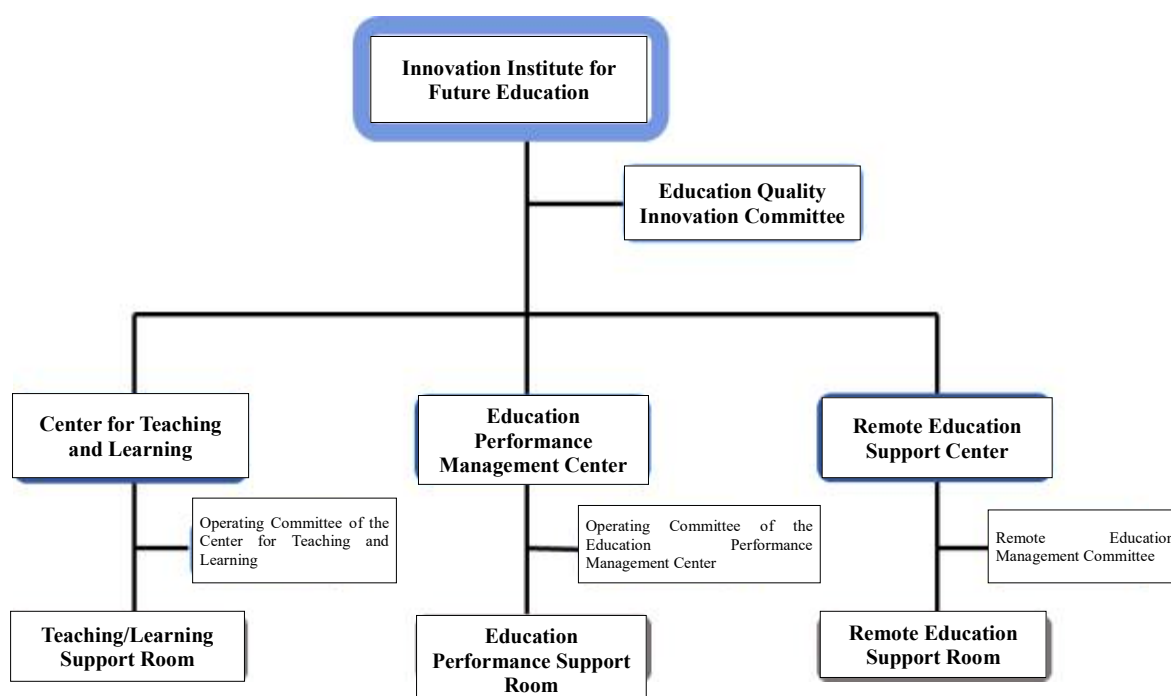 Innovation Institute for
Future Education
Education Quality
Innovation Committee
Center for Teaching
and Learning
Education
Performance
Management Center
Remote Education
Support Center
Operating Committee of the
Center for Teaching and
Learning
Operating Committee of the
Education Performance
Management Center
Remote Education
Management Committee
Teaching/Learning
Support Room
Education
Performance Support
Room
Remote Education
Support Room